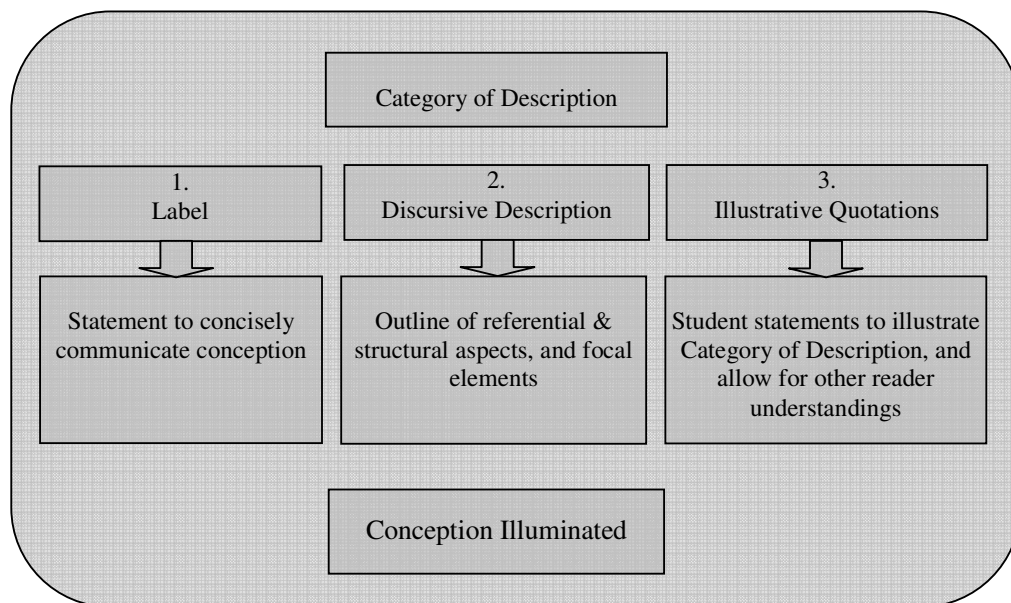 Category of Description
1.
Label
2.
Discursive Description
3.
Illustrative Quotations
Statement to concisely
communicate conception
Outline of referential &
structural aspects, and focal
elements
Student statements to illustrate
Category of Description, and
allow for other reader
understandings
Conception Illuminated